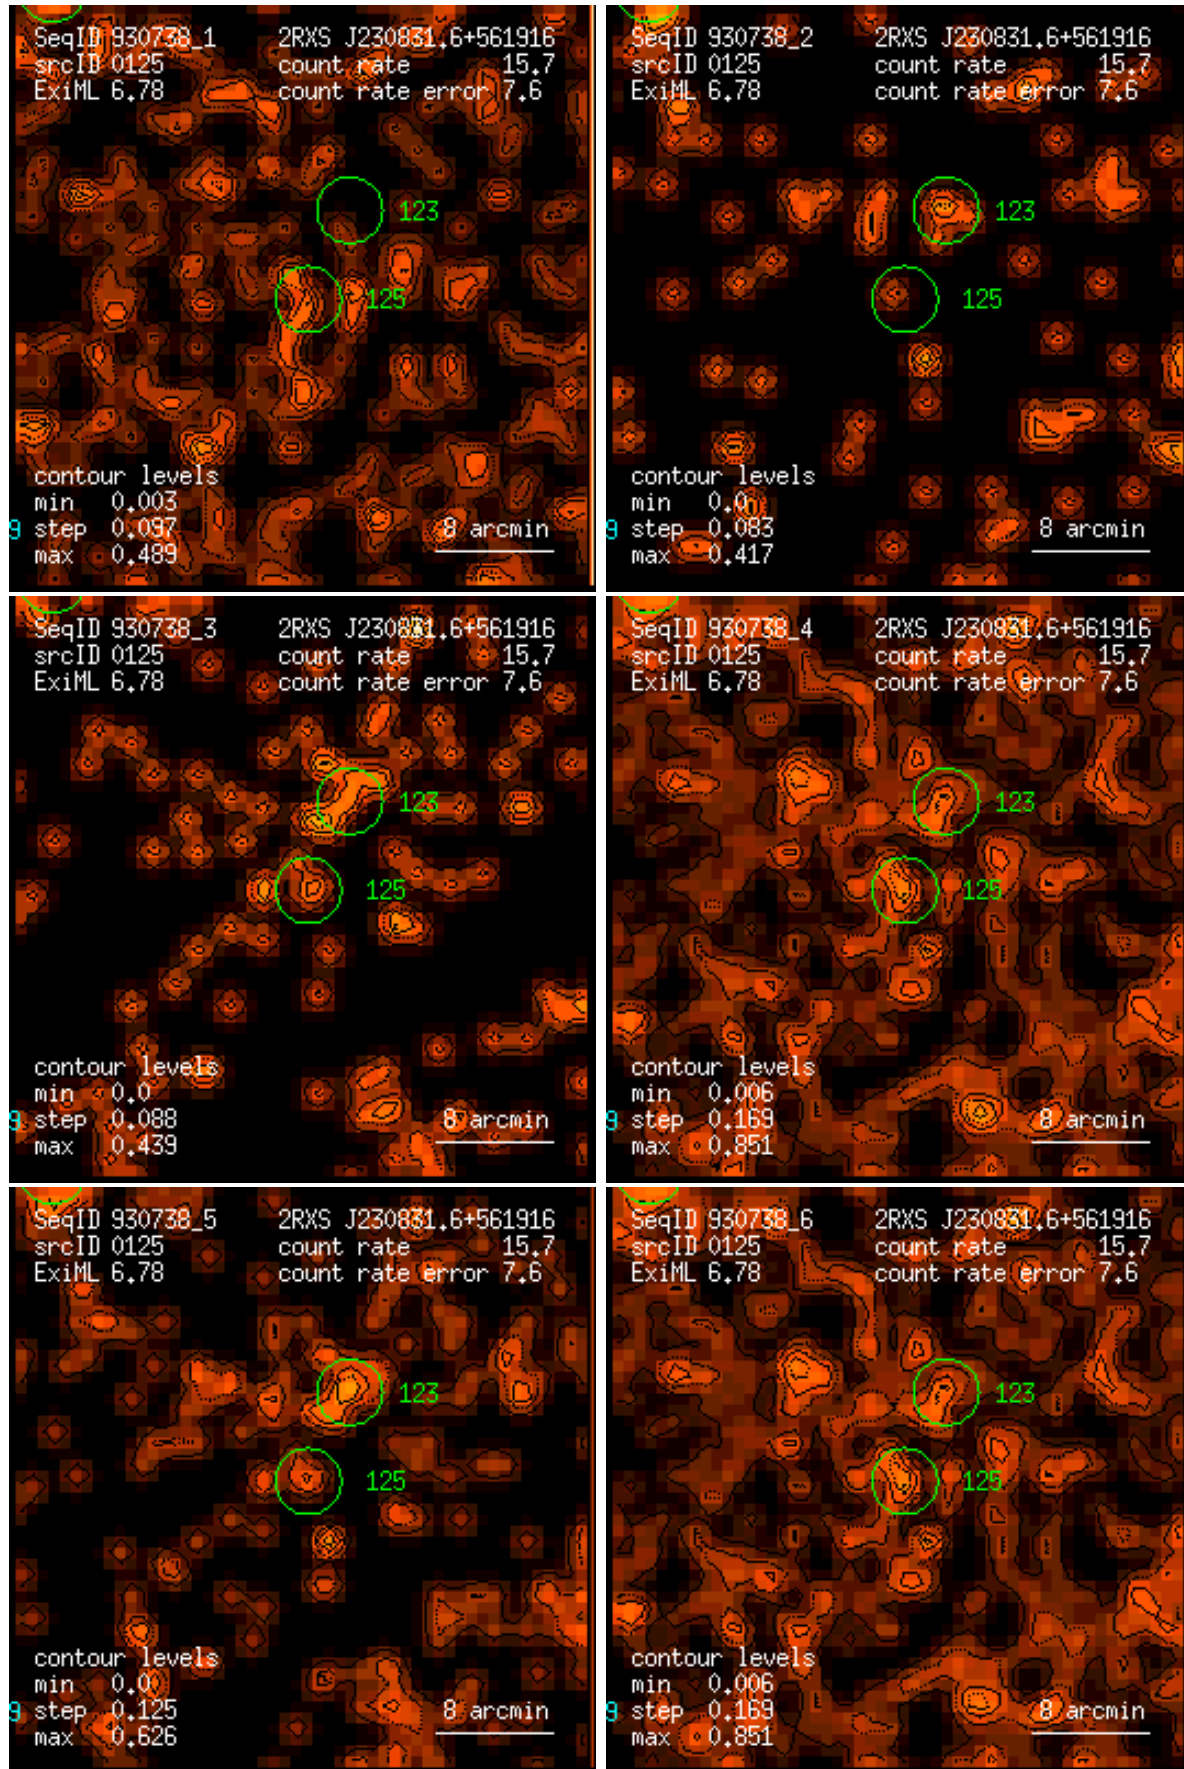 SeqID 930738_1 2RXS J230831.6+561916
srcID 0125 count rate 15.7
ExiML 6.78 count rate error 7.6
123
125
contour levels
min 0.003
9 step 0.097 8 arcmin
max 0.489
SeqID 930738_2 2RXS J230831.6+561916
srcID 0125 count rate 15.7
ExiML 6.78 count rate error 7.6
123
125
contour levels
min 0.0
9 step 0.083 8 arcmin
max 0.417
SeqID 930738_3 2RXS J230831.6+561916
srcID 0125 count rate 15.7
ExiML 6.78 count rate error 7.6
123
125
contour levels
min 0.0
9 step 0.088 8 arcmin
max 0.439
SeqID 930738_4 2RXS J230831.6+561916
srcID 0125 count rate 15.7
ExiML 6.78 count rate error 7.6
123
125
contour levels
min 0.006
9 step 0.169 8 arcmin
max 0.851
SeqID 930738_5 2RXS J230831.6+561916
srcID 0125 count rate 15.7
ExiML 6.78 count rate error 7.6
123
125
contour levels
min 0.0
9 step 0.125 8 arcmin
max 0.626
SeqID 930738_6 2RXS J230831.6+561916
srcID 0125 count rate 15.7
ExiML 6.78 count rate error 7.6
123
125
contour levels
min 0.006
9 step 0.169 8 arcmin
max 0.851